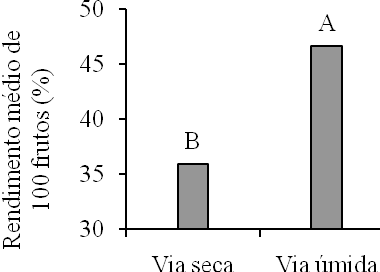 Rendimento médio de
100 frutos (%)
50
45
40
35
30
B
A
Via seca
Via úmida